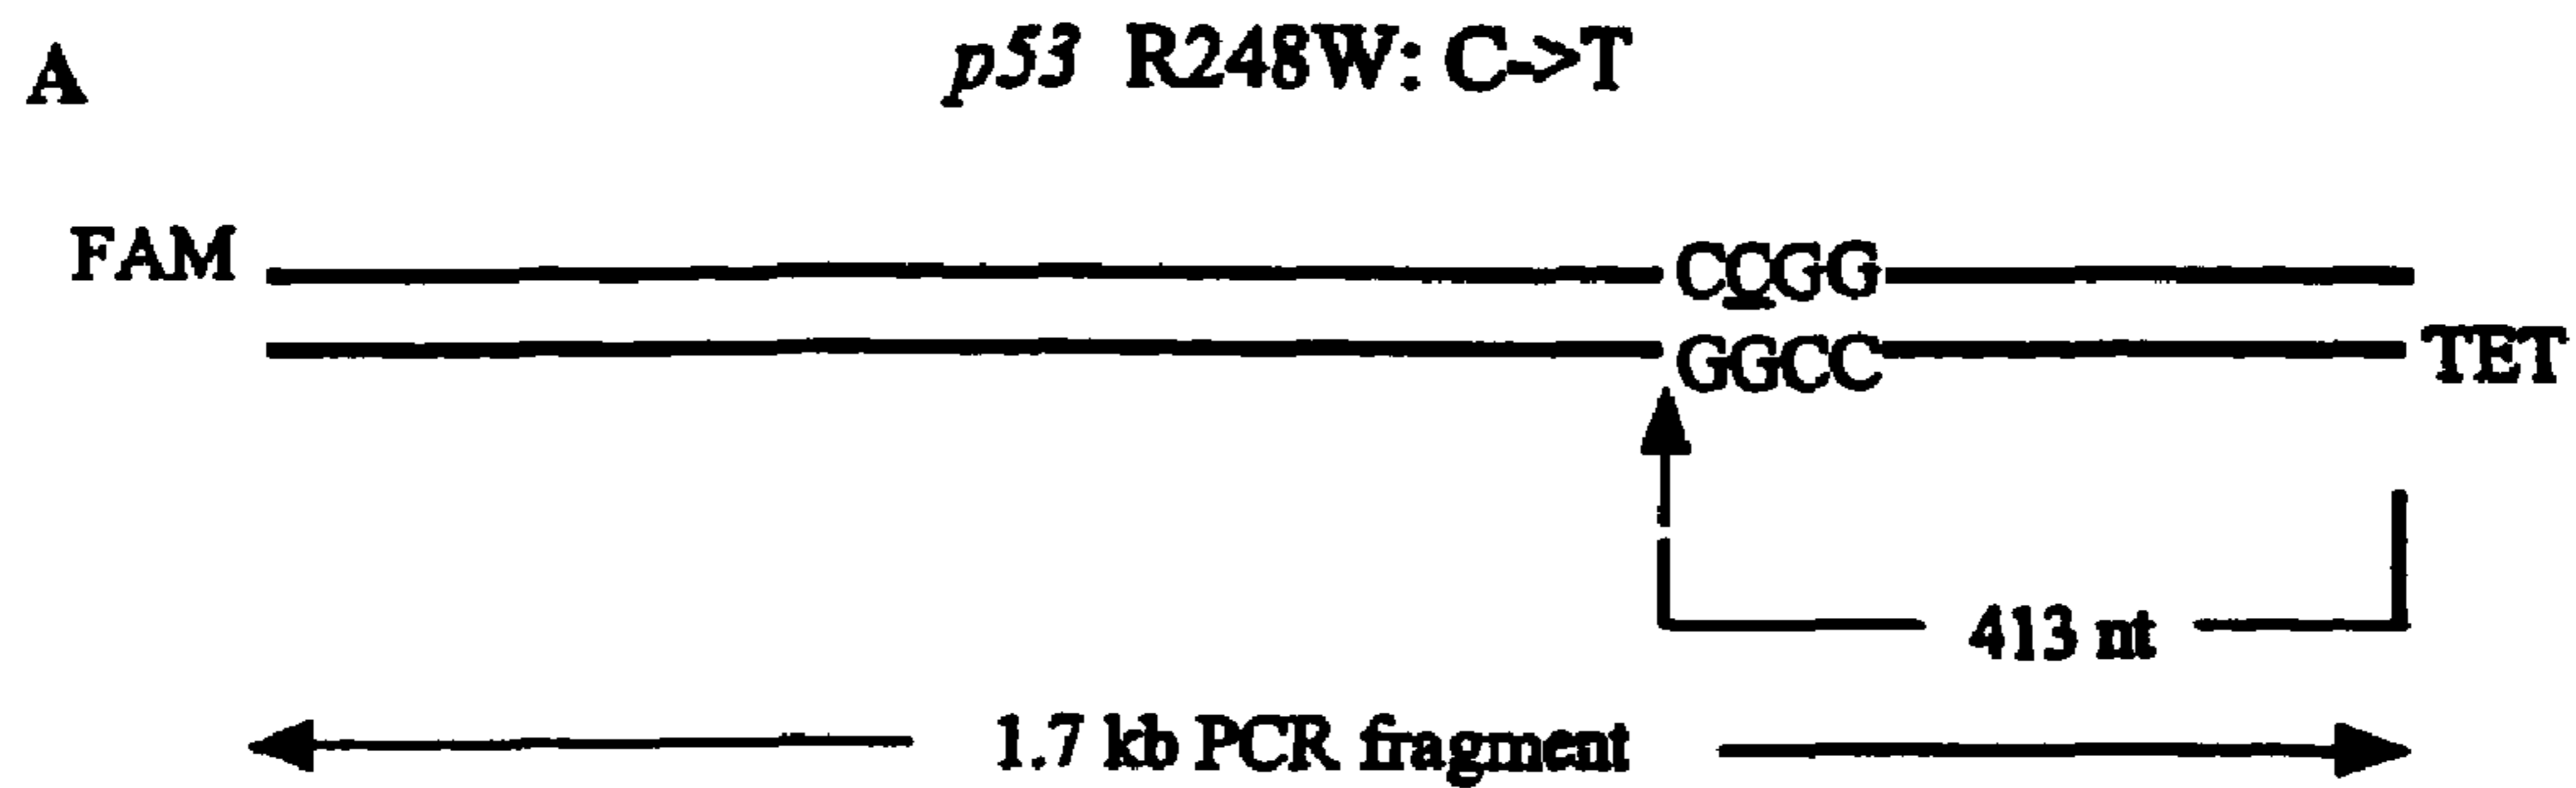 A
p53 R248W: C->T
FAM
CCGG
GGCC
TET
413 nt
1.7 kb PCR fragment